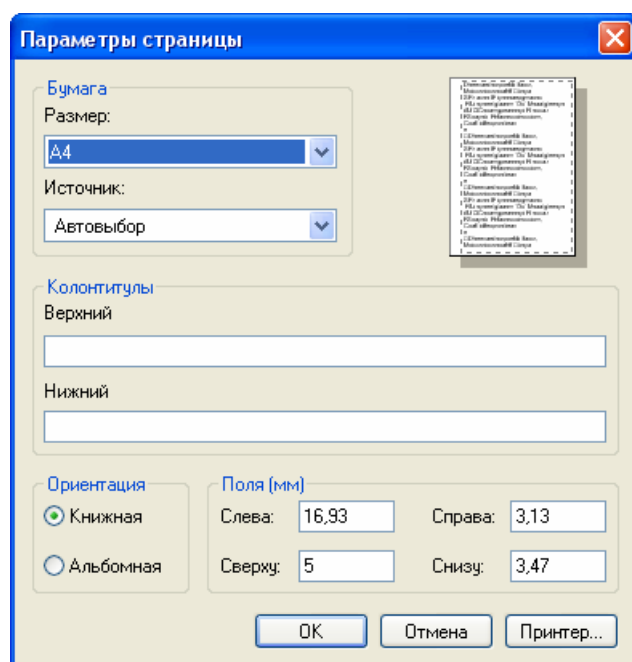 Параметры страницы
Бумага
Размер:
A4
Источник:
Автовыбор
Колонтитулы
Верхний
Нижний
Ориентация
Книжная
Альбомная
Поля (мм)
Слева: 16,93 Справа: 3,13
Сверху: 5 Снизу: 3,47
OK Отмена Принтер...